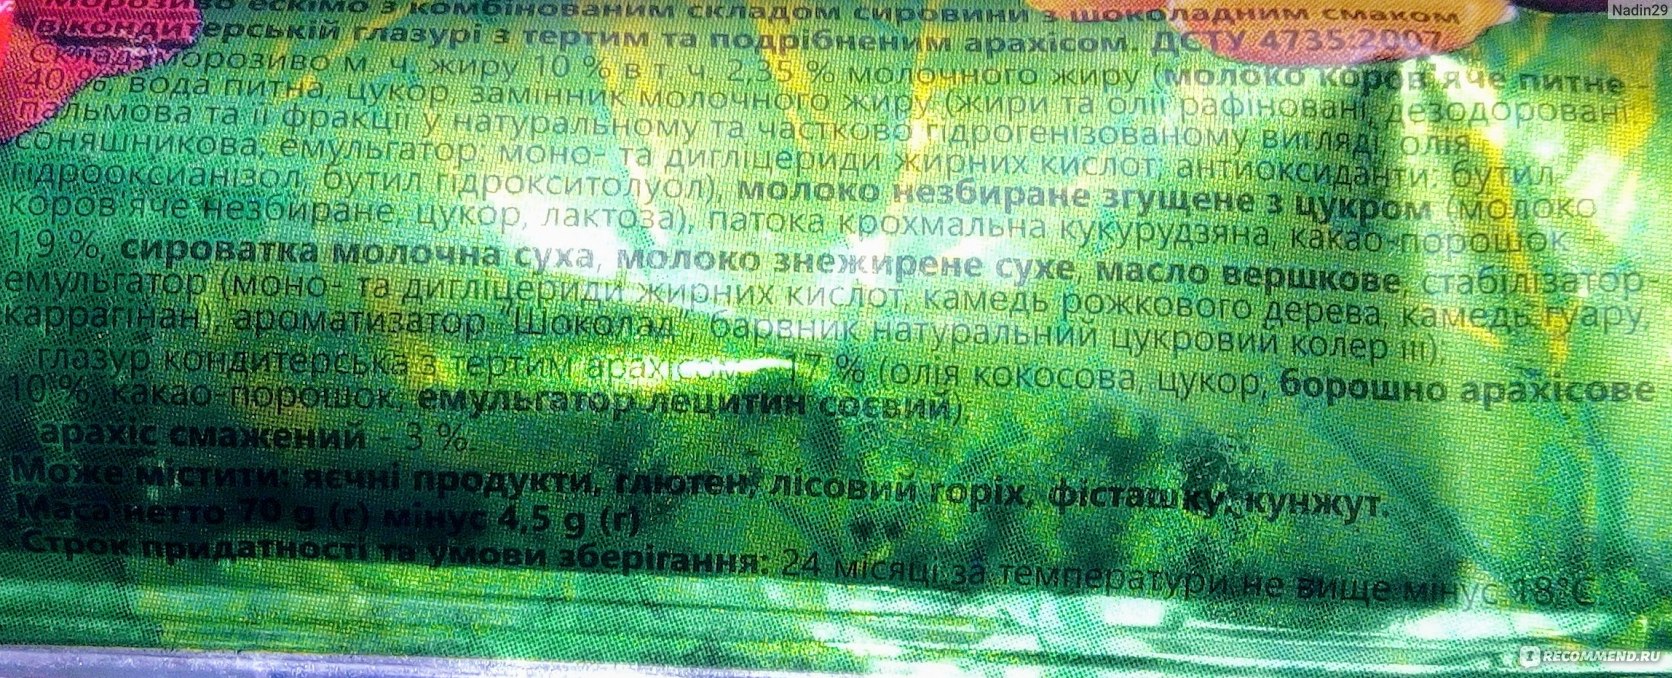 Nadin29
Морозиво ескімо з комбінованим складом сировини з шоколадним смаком
в кондитерській глазурі з тертим та подрібненим арахісом. ДСТУ 4735:2007
Склад: морозиво м. ч. жиру 10 % в т. ч. 2,35 % молочного жиру (молоко коров'яче питне -
40 %, вода питна, цукор, замінник молочного жиру (жири та олії рафіновані, дезодоровані
пальмова та її фракції у натуральному та частково гідрогенізованому вигляді, олія
соняшникова, емульгатор: моно- та дигліцериди жирних кислот, антиоксиданти: бутил
гідрооксианізол, бутил гідрокситолуол), молоко незбиране згущене з цукром (молоко
коров'яче незбиране, цукор, лактоза), патока крохмальна кукурудзяна, какао-порошок -
1,9 %, сироватка молочна суха, молоко знежирене сухе, масло вершкове, стабілізатор-
емульгатор (моно- та дигліцериди жирних кислот, камедь рожкового дерева, камедь гуару,
каррагінан), ароматизатор "Шоколад", барвник натуральний цукровий колер III);
глазур кондитерська з тертим арахісом - 17 % (олія кокосова, цукор, борошно арахісове
10 %, какао-порошок, емульгатор лецитин соєвий),
арахіс смажений - 3 %.
Може містити: яєчні продукти, глютен, лісовий горіх, фісташку, кунжут.
Маса нетто 70 g (г) мінус 4,5 g (г)
Строк придатності та умови зберігання: 24 місяці за температури не вище мінус 18°С
IRECOMMEND.RU